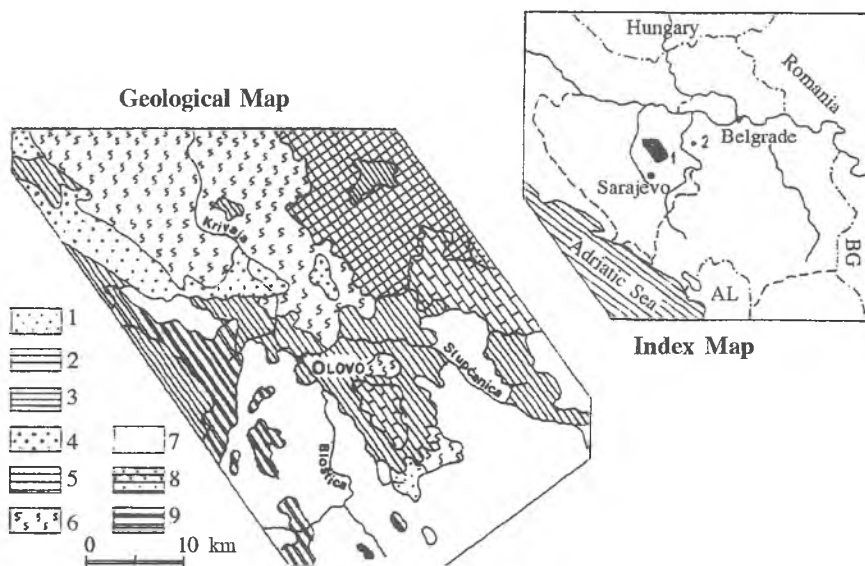 Geological Map
Krivaja
OLOVO
Stupčanica
Biostica
1
2
3
4
5
6
7
8
9
0 10 km
Hungary
Romania
Belgrade
1
2
Sarajevo
Adriatic Sea
AL
BG
Index Map